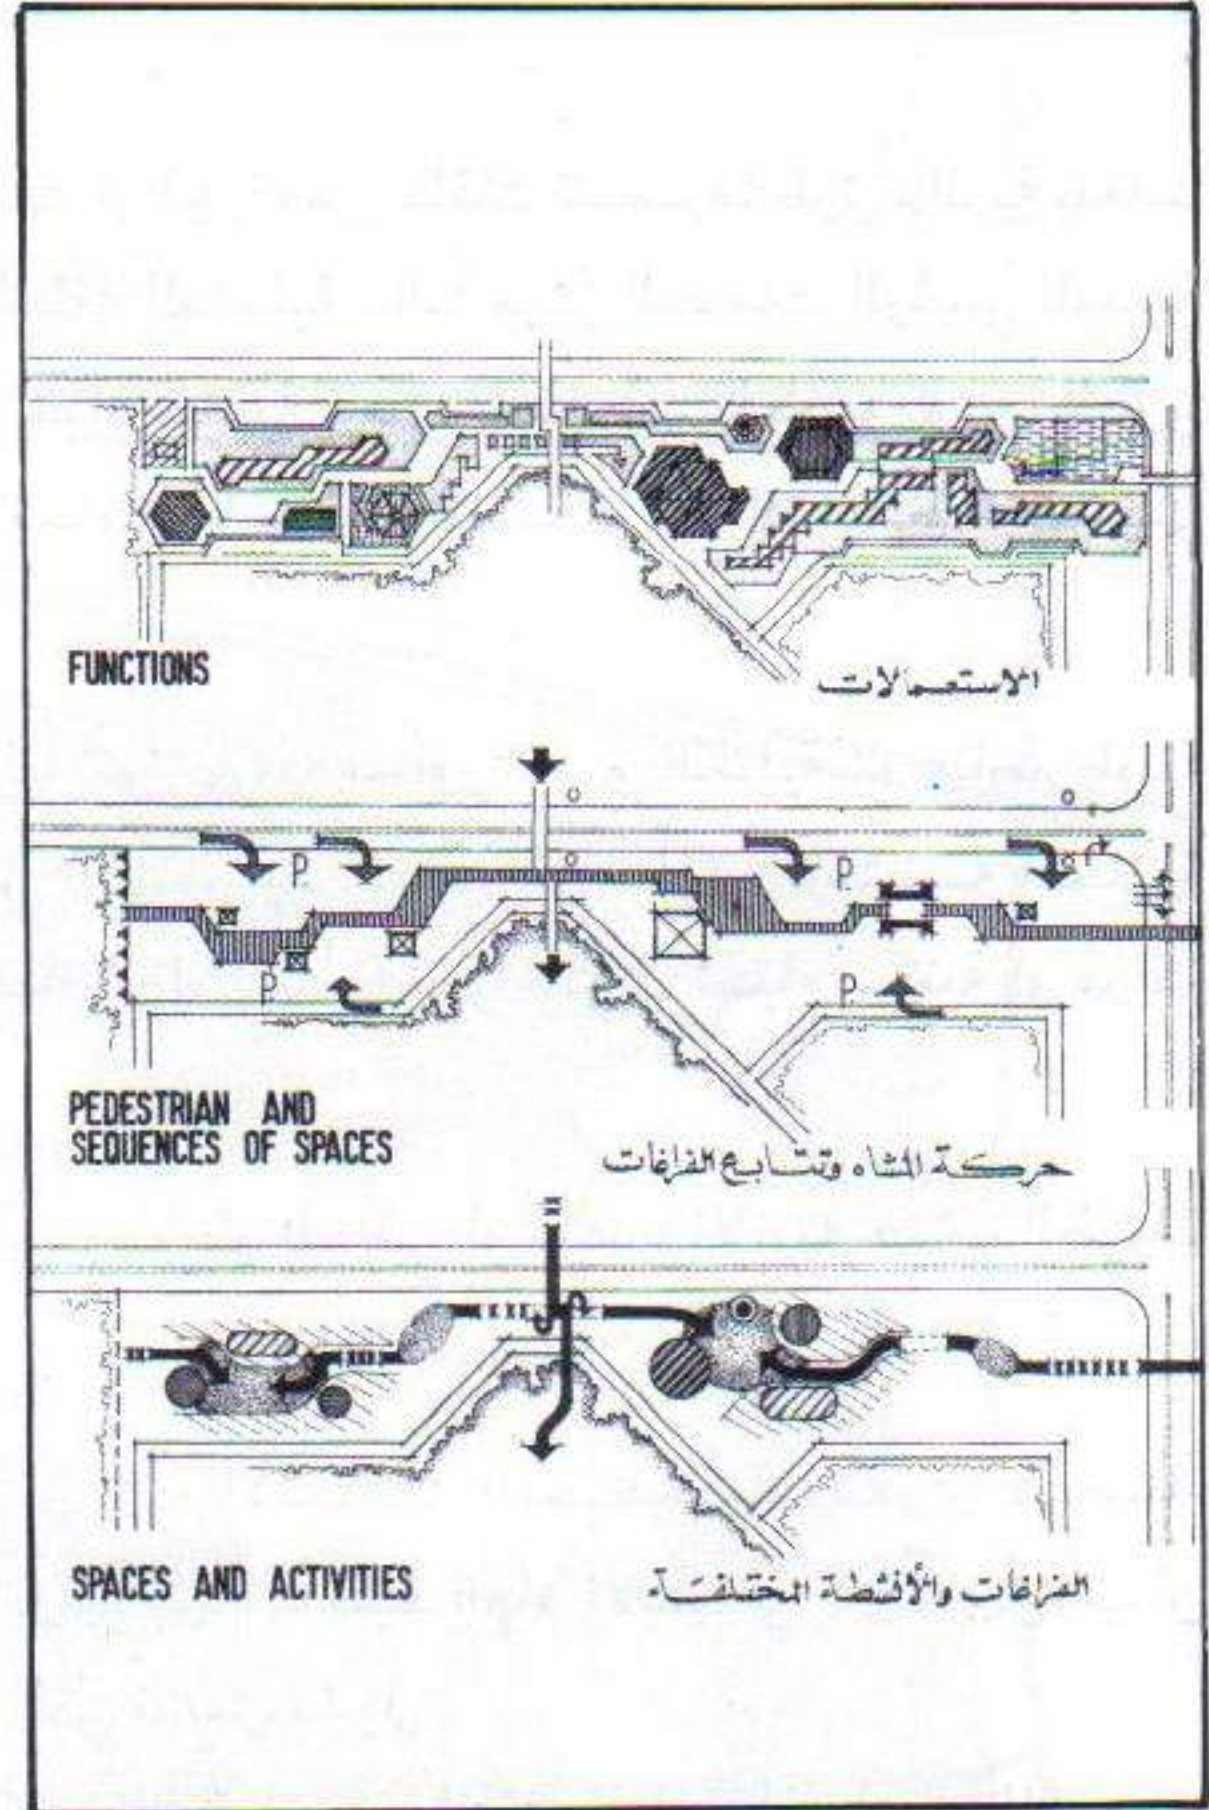 FUNCTIONS
الاستعمالات
P.
P.
P.
P.
PEDESTRIAN AND
SEQUENCES OF SPACES
حركة المشاه وتتابع الفراغات
SPACES AND ACTIVITIES
الفراغات والأنشطة المختلفة